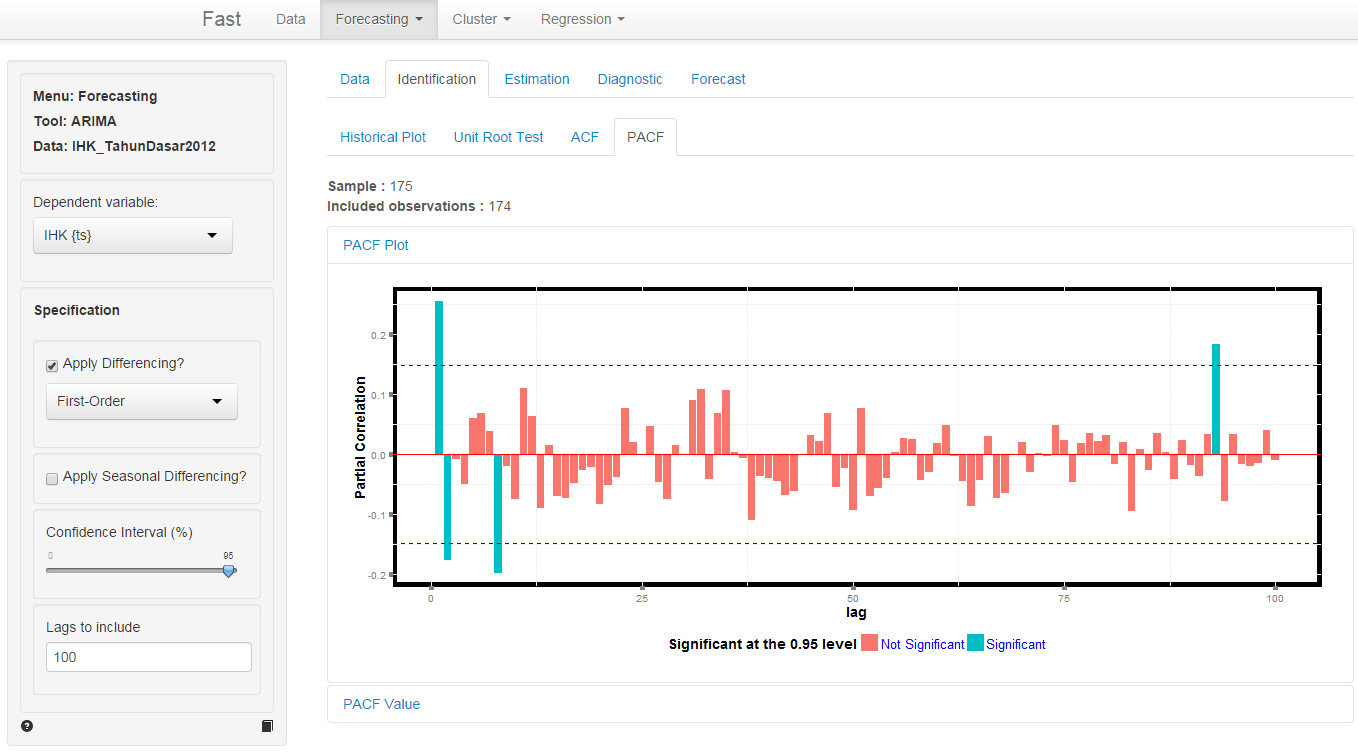 Fast Data Forecasting Cluster Regression
Menu: Forecasting
Tool: ARIMA
Data: IHK_TahunDasar2012
Dependent variable:
IHK {ts}
Specification
Apply Differencing?
First-Order
Apply Seasonal Differencing?
Confidence Interval (%)
0 95
Lags to include
100
Data Identification Estimation Diagnostic Forecast
Historical Plot Unit Root Test ACF PACF
Sample : 175
Included observations : 174
PACF Plot
Partial Correlation
0.2
0.1
0.0
-0.1
-0.2
0 25 50 75 100
lag
Significant at the 0.95 level Not Significant Significant
PACF Value